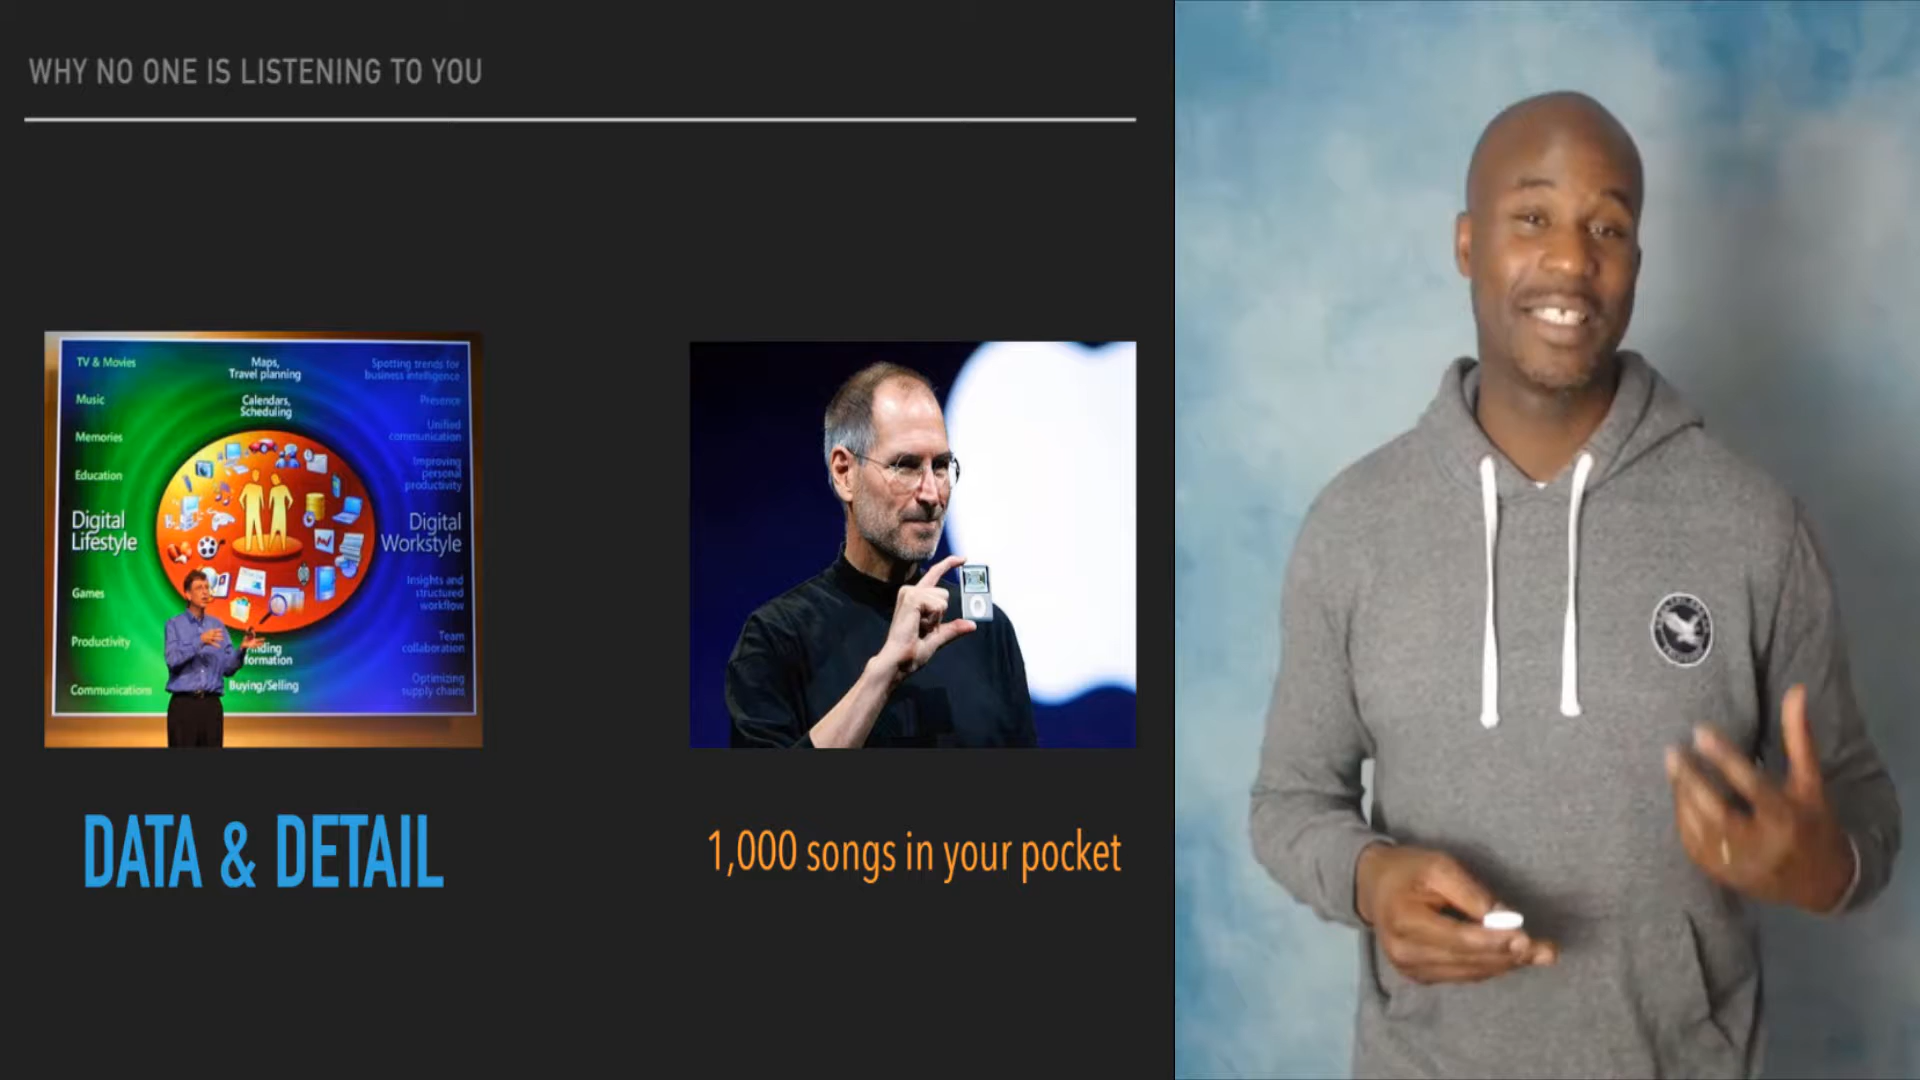 WHY NO ONE IS LISTENING TO YOU
TV & Movies
Maps,
Travel planning
Spotting trends for
business intelligence
Music
Calendars,
Scheduling
Presence
Memories
Unified
communication
Education
Improving
personal
productivity
Digital
Lifestyle
Digital
Workstyle
Games
Insights and
structured
workflow
Productivity
Team
collaboration
Communications
Buying/Selling
Optimizing
supply chains
DATA & DETAIL
1,000 songs in your pocket